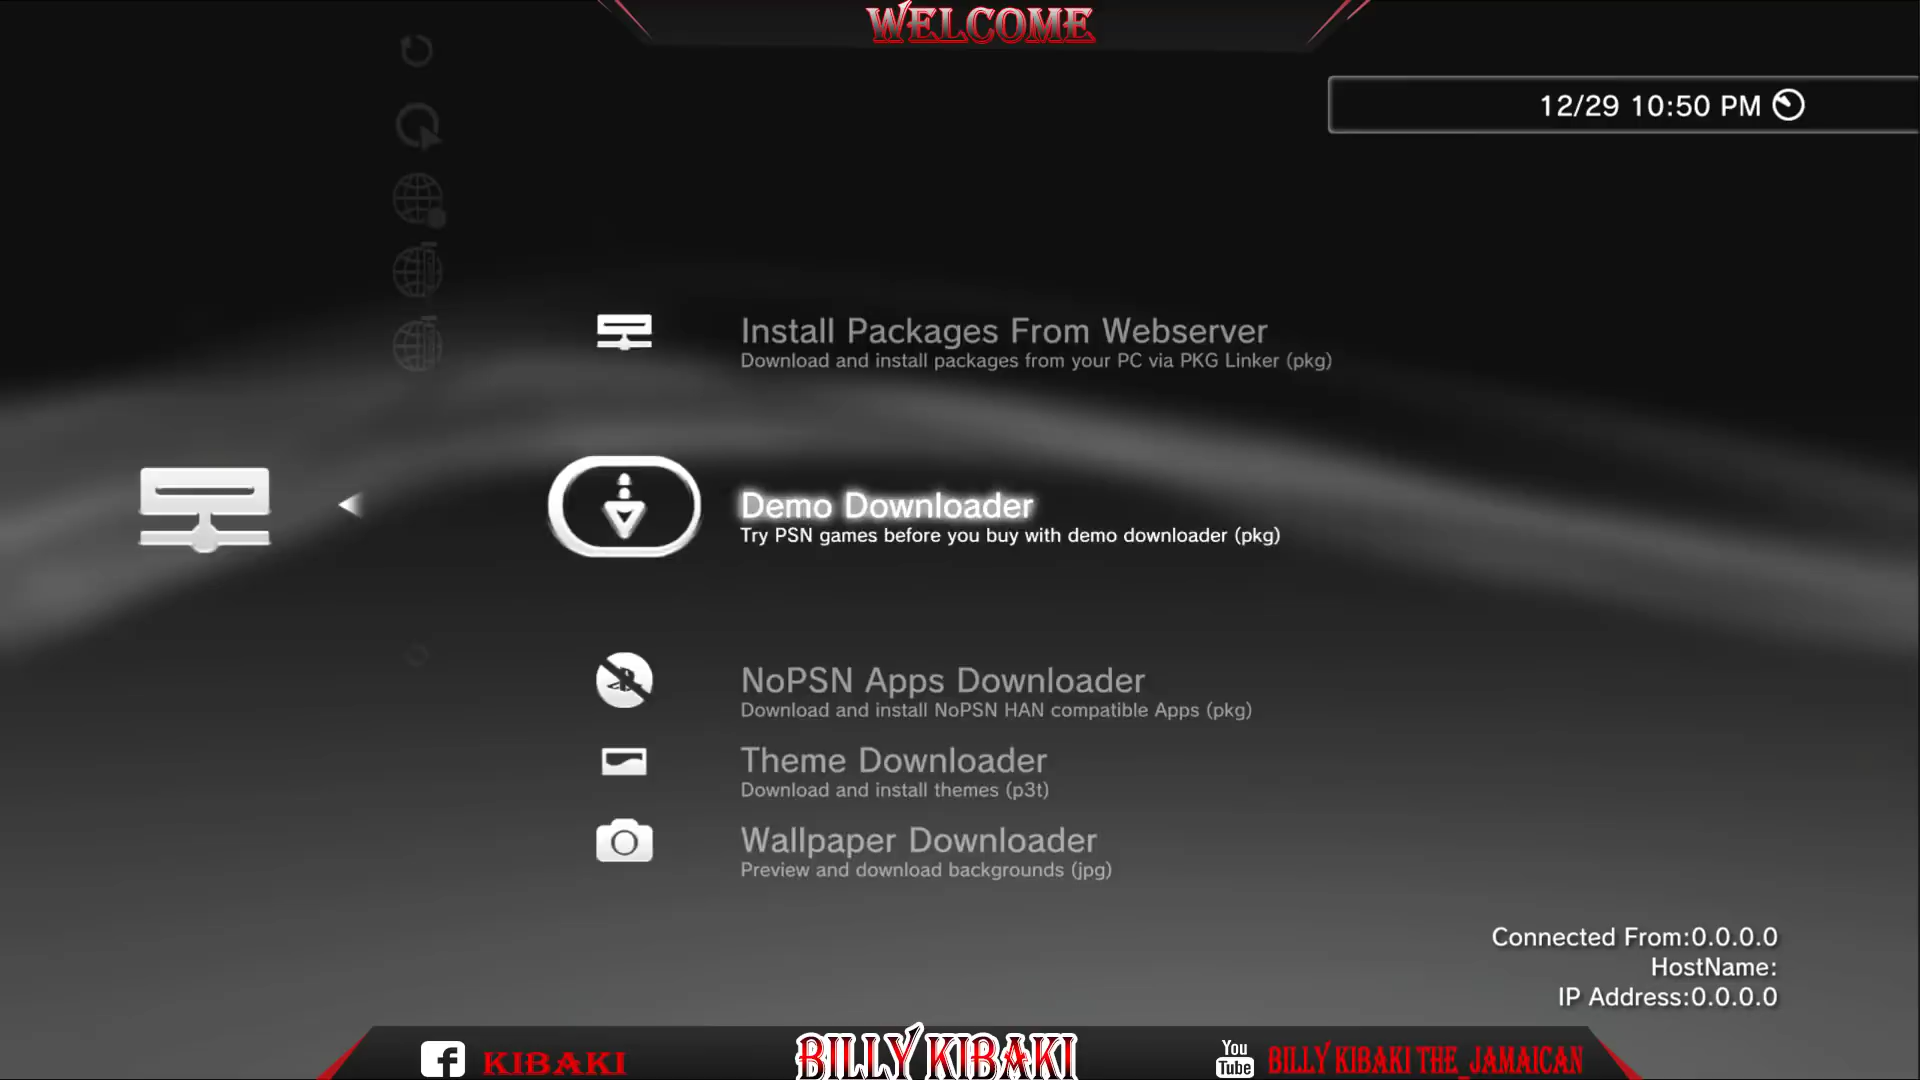 WELCOME
12/29 10:50 PM
Install Packages From Webserver
Download and install packages from your PC via PKG Linker (pkg)
Demo Downloader
Try PSN games before you buy with demo downloader (pkg)
NoPSN Apps Downloader
Download and install NoPSN HAN compatible Apps (pkg)
Theme Downloader
Download and install themes (p3t)
Wallpaper Downloader
Preview and download backgrounds (jpg)
Connected From:0.0.0.0
HostName:
IP Address:0.0.0.0
KIBAKI
BILLY KIBAKI
You Tube BILLY KIBAKI THE_JAMAICAN